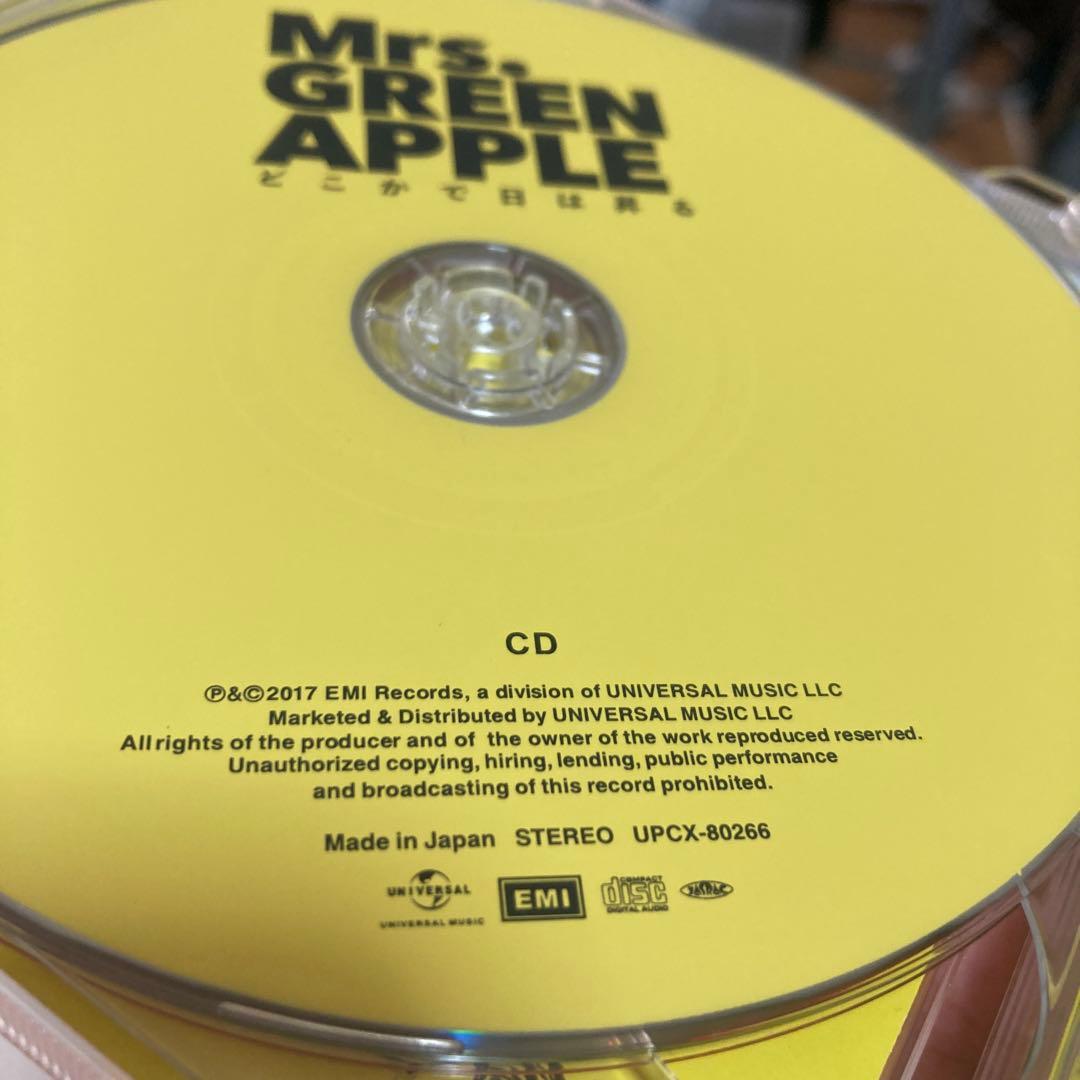 Mrs.
GREEN
APPLE
どこかで日は昇る
CD
℗&©2017 EMI Records, a division of UNIVERSAL MUSIC LLC
Marketed & Distributed by UNIVERSAL MUSIC LLC
All rights of the producer and of the owner of the work reproduced reserved.
Unauthorized copying, hiring, lending, public performance
and broadcasting of this record prohibited.
Made in Japan STEREO UPCX-80266
UNIVERSAL
UNIVERSAL MUSIC
EMI
COMPACT
disc
DIGITAL AUDIO
JASRAC